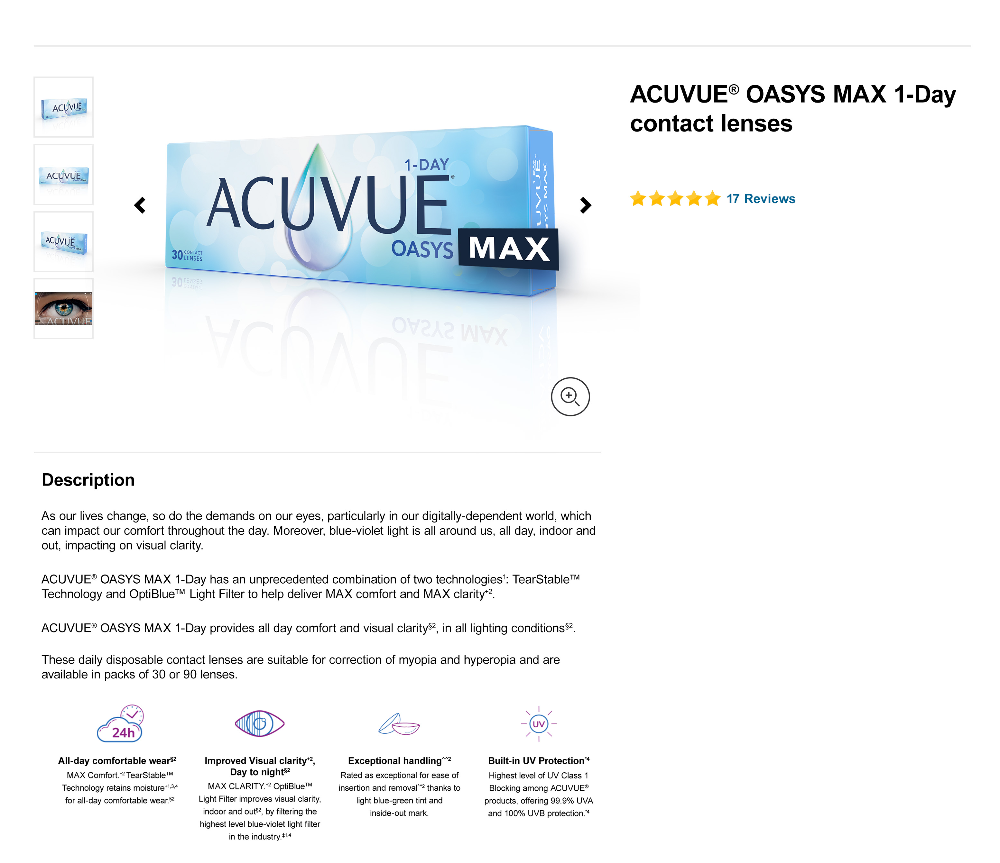 ACUVUE® OASYS MAX 1-Day
contact lenses
17 Reviews
1-DAY
ACUVUE®
OASYS MAX
30 CONTACT
LENSES
Description
As our lives change, so do the demands on our eyes, particularly in our digitally-dependent world, which
can impact our comfort throughout the day. Moreover, blue-violet light is all around us, all day, indoor and
out, impacting on visual clarity.
ACUVUE® OASYS MAX 1-Day has an unprecedented combination of two technologies¹: TearStable™
Technology and OptiBlue™ Light Filter to help deliver MAX comfort and MAX clarity⁺².
ACUVUE® OASYS MAX 1-Day provides all day comfort and visual clarity§², in all lighting conditions§².
These daily disposable contact lenses are suitable for correction of myopia and hyperopia and are
available in packs of 30 or 90 lenses.
24h
All-day comfortable wear§²
MAX Comfort.⁺² TearStable™
Technology retains moisture⁺¹,³,⁴
for all-day comfortable wear.§²
Improved Visual clarity⁺²,
Day to night§²
MAX CLARITY.⁺² OptiBlue™
Light Filter improves visual clarity,
indoor and out§², by filtering the
highest level blue-violet light filter
in the industry.‡¹,⁴
Exceptional handling^^²
Rated as exceptional for ease of
insertion and removal^^² thanks to
light blue-green tint and
inside-out mark.
UV
Built-in UV Protection*⁴
Highest level of UV Class 1
Blocking among ACUVUE®
products, offering 99.9% UVA
and 100% UVB protection.*⁴